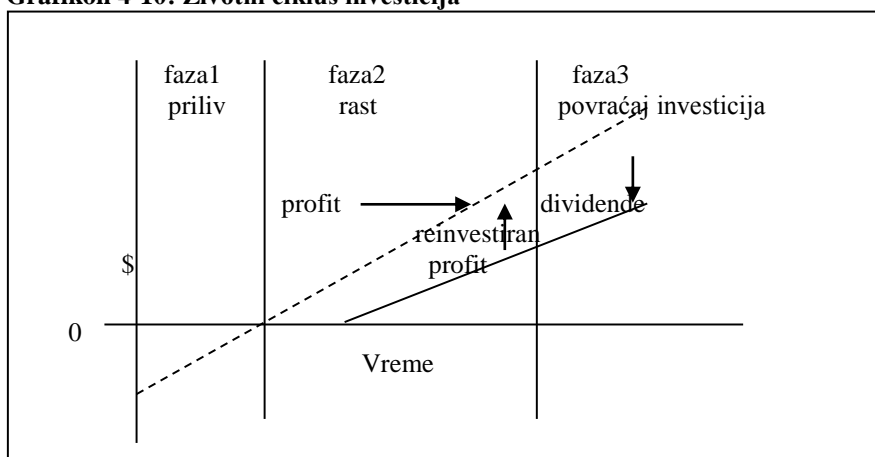 Grafikon 4-10: Životni ciklus investicija
faza1
priliv
faza2
rast
faza3
povraćaj investicija
profit
dividende
reinvestiran
profit
$
0
Vreme